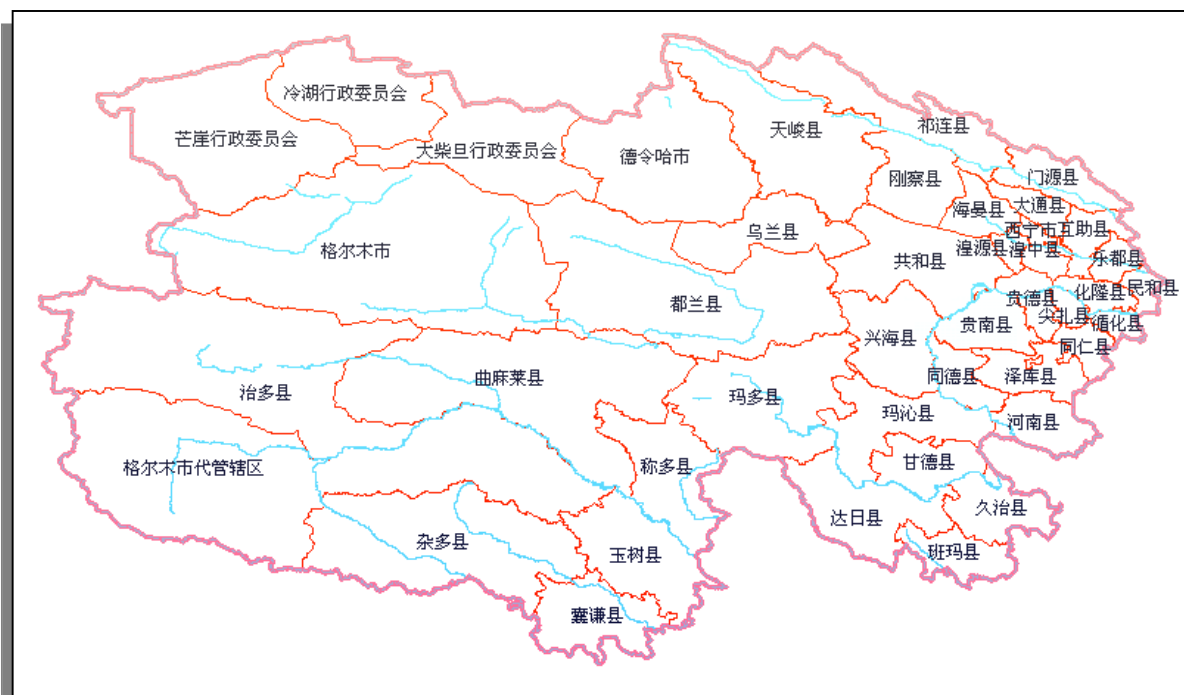 冷湖行政委员会
祁连县
天峻县
芒崖行政委员会
大柴旦行政委员会
德令哈市
刚察县
门源县
海晏县
大通县
乌兰县
西宁市
互助县
格尔木市
湟源县
湟中县
共和县
乐都县
民和县
都兰县
贵德县
化隆县
尖扎县
循化县
贵南县
兴海县
同仁县
曲麻莱县
同德县
泽库县
治多县
玛多县
玛沁县
河南县
格尔木市代管辖区
称多县
甘德县
久治县
达日县
杂多县
玉树县
班玛县
囊谦县